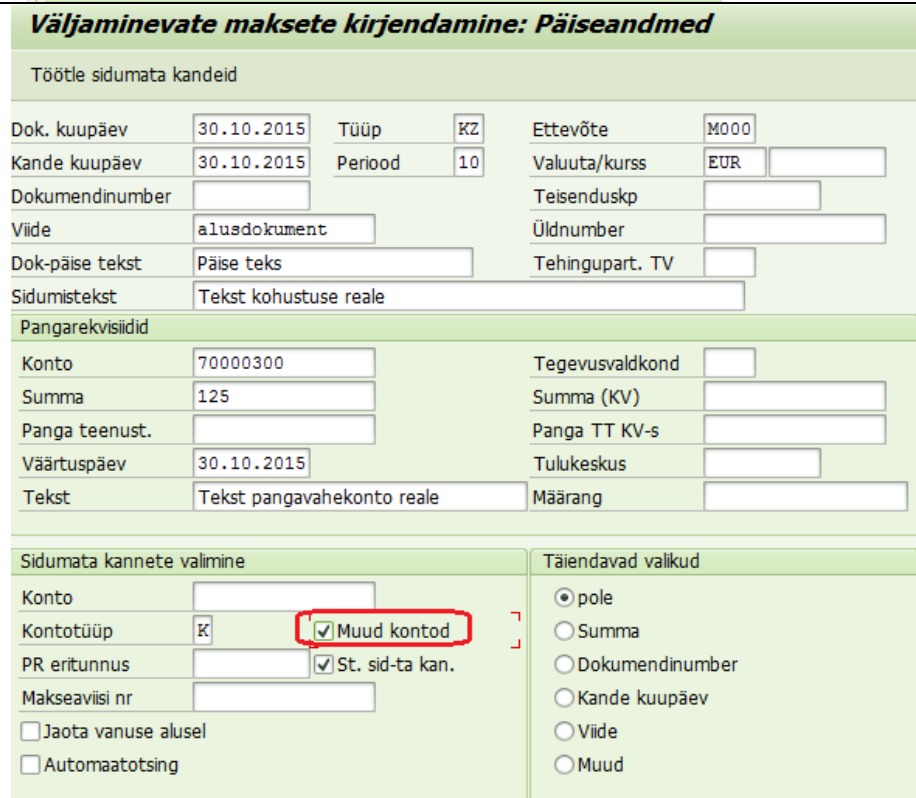 Väljaminevate maksete kirjendamine: Päiseandmed
Töötle sidumata kandeid
Dok. kuupäev 30.10.2015 Tüüp KZ Ettevõte M000
Kande kuupäev 30.10.2015 Periood 10 Valuuta/kurss EUR
Dokumendinumber Teisenduskp
Viide alusdokument Üldnumber
Dok-päise tekst Päise teks Tehingupart. TV
Sidumistekst Tekst kohustuse reale
Pangarekvisiidid
Konto 70000300 Tegevusvaldkond
Summa 125 Summa (KV)
Panga teenust. Panga TT KV-s
Väärtuspäev 30.10.2015 Tulukeskus
Tekst Tekst pangavahekonto reale Määrang
Sidumata kannete valimine Täiendavad valikud
Konto pole
Kontotüüp K Muud kontod Summa
PR eritunnus St. sid-ta kan. Dokumendinumber
Makseaviisi nr Kande kuupäev
Jaota vanuse alusel Viide
Automaatotsing Muud